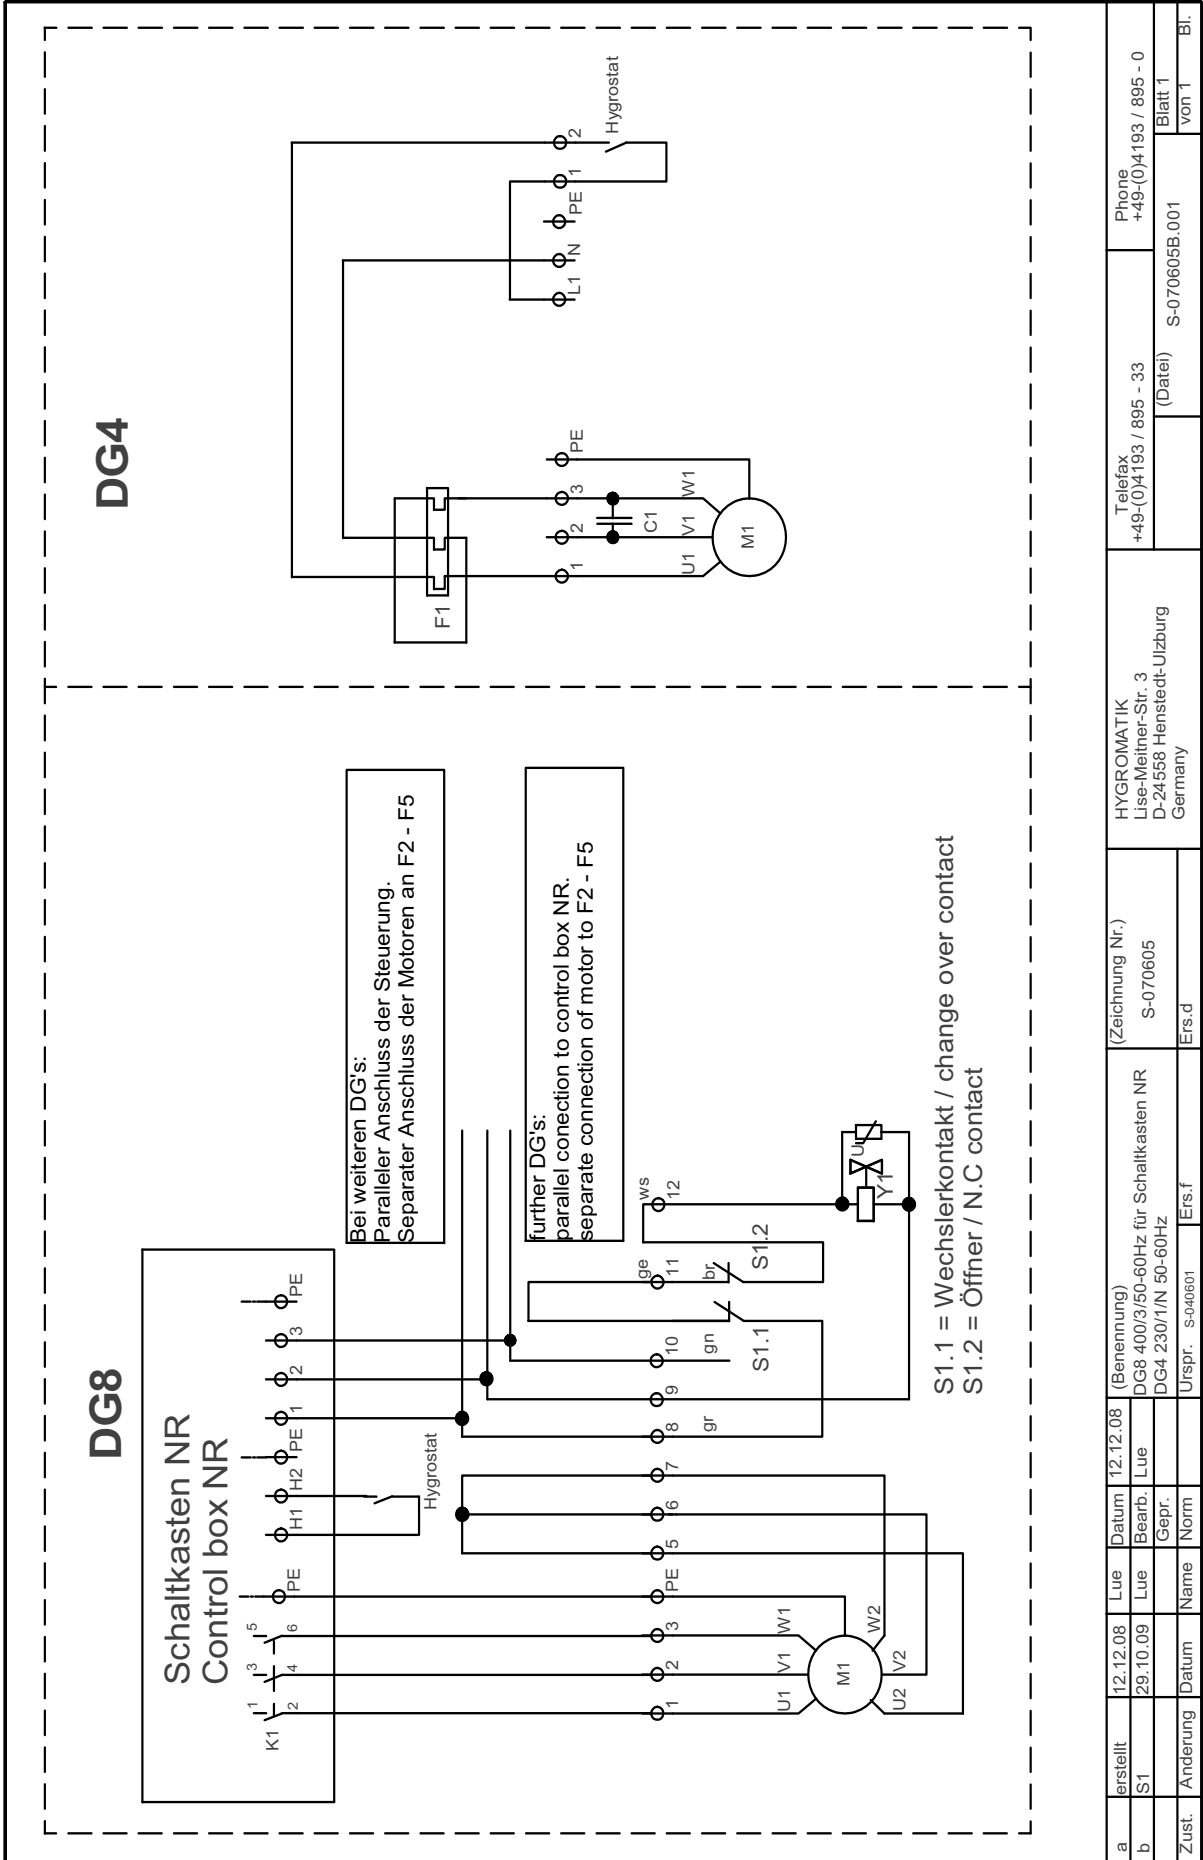 DG8
DG4
Schaltkasten NR
Control box NR
K1
1
3
5
2
4
6
PE
H1
H2
PE
1
2
3
PE
Hygrostat
Bei weiteren DG's:
Paralleler Anschluss der Steuerung.
Separater Anschluss der Motoren an F2 - F5
further DG's:
parallel conection to control box NR.
separate connection of motor to F2 - F5
1
2
3
PE
5
6
7
8
9
10
11
12
gr
gn
ge
br
ws
S1.1
S1.2
U1
V1
W1
M1
U2
V2
W2
U
Y1
S1.1 = Wechslerkontakt / change over contact
S1.2 = Öffner / N.C contact
F1
1
2
3
PE
C1
U1
V1
W1
M1
L1
N
PE
1
2
Hygrostat
a
erstellt
12.12.08
Lue
Datum
12.12.08
b
S1
29.10.09
Lue
Bearb.
Lue
Gepr.
Zust.
Änderung
Datum
Name
Norm
(Benennung)
DG8 400/3/50-60Hz für Schaltkasten NR
DG4 230/1/N 50-60Hz
Urspr. S-040601
Ers.f
(Zeichnung Nr.)
S-070605
Ers.d
HYGROMATIK
Lise-Meitner-Str. 3
D-24558 Henstedt-Ulzburg
Germany
Telefax
+49-(0)4193 / 895 - 33
Phone
+49-(0)4193 / 895 - 0
(Datei)
S-070605B.001
Blatt 1
von 1
Bl.